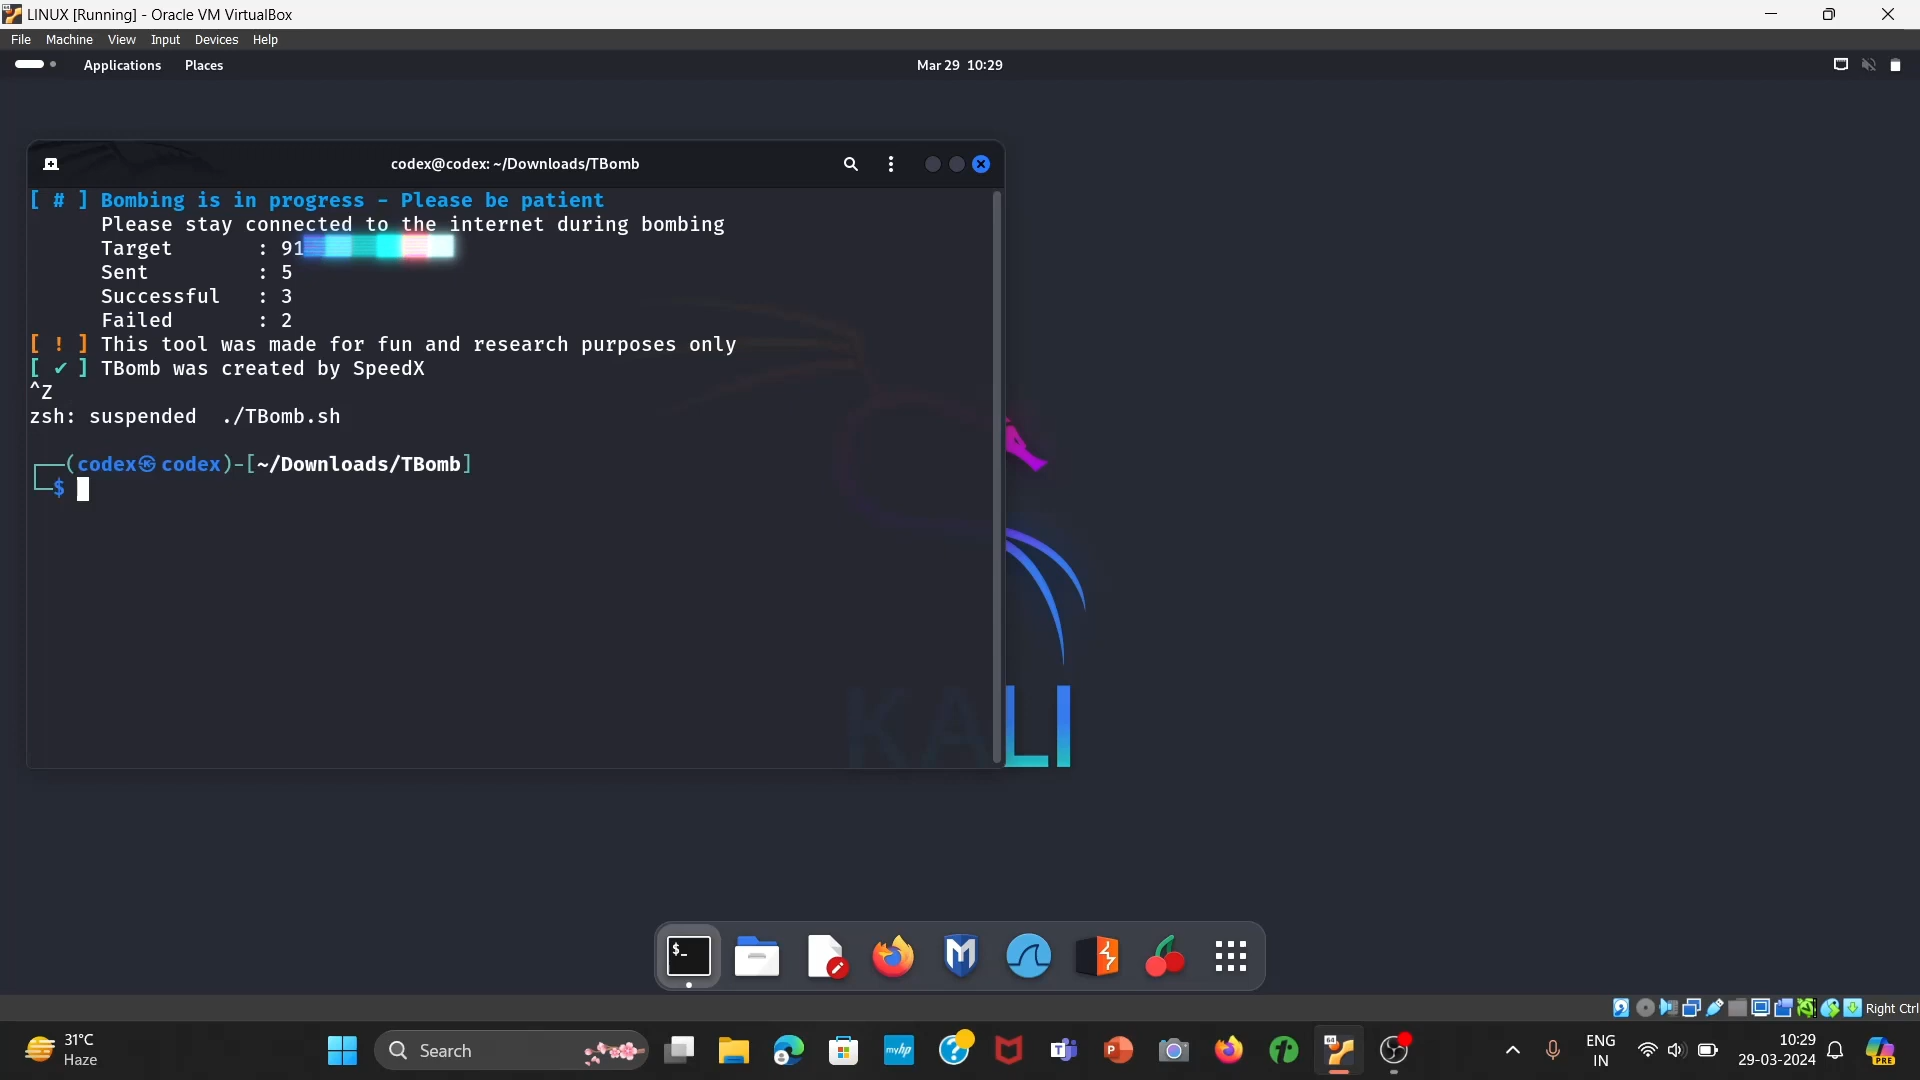 LINUX [Running] - Oracle VM VirtualBox
File Machine View Input Devices Help
Applications Places Mar 29 10:29
codex@codex: ~/Downloads/TBomb
[ # ] Bombing is in progress - Please be patient
Please stay connected to the internet during bombing
Target : 91
Sent : 5
Successful : 3
Failed : 2
[ ! ] This tool was made for fun and research purposes only
[ ✔ ] TBomb was created by SpeedX
^Z
zsh: suspended ./TBomb.sh
┌──(codex㉿codex)-[~/Downloads/TBomb]
└─$
KALI
$_
Right Ctrl
31°C
Haze
Search
myhp
ENG
IN
10:29
29-03-2024
PRE
64